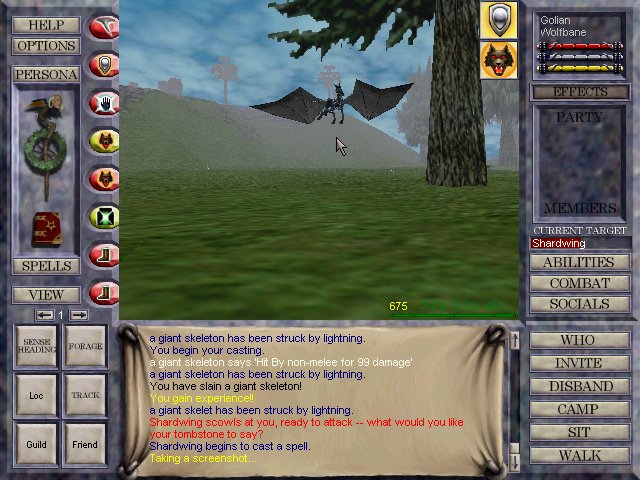 HELP
OPTIONS
PERSONA
SPELLS
VIEW
1
SENSE
HEADING
FORAGE
Loc
TRACK
Guild
Friend
675
a giant skeleton has been struck by lightning.
You begin your casting.
a giant skeleton says 'Hit By non-melee for 99 damage'
a giant skeleton has been struck by lightning.
You have slain a giant skeleton!
You gain experience!!
a giant skelet has been struck by lightning.
Shardwing scowls at you, ready to attack -- what would you like
your tombstone to say?
Shardwing begins to cast a spell.
Taking a screenshot...
Golian
Wolfbane
EFFECTS
PARTY
MEMBERS
CURRENT TARGET
Shardwing
ABILITIES
COMBAT
SOCIALS
WHO
INVITE
DISBAND
CAMP
SIT
WALK